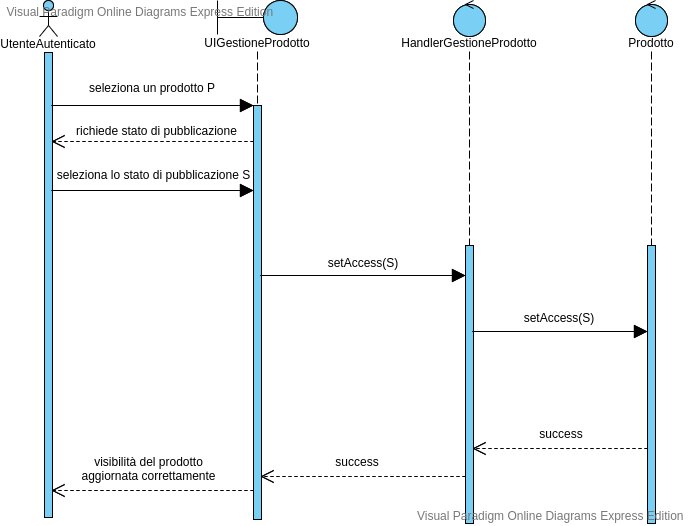 Visual Paradigm Online Diagrams Express Edition
UtenteAutenticato
UIGestioneProdotto
HandlerGestioneProdotto
Prodotto
seleziona un prodotto P
richiede stato di pubblicazione
seleziona lo stato di pubblicazione S
setAccess(S)
setAccess(S)
success
success
visibilità del prodotto
aggiornata correttamente
Visual Paradigm Online Diagrams Express Edition